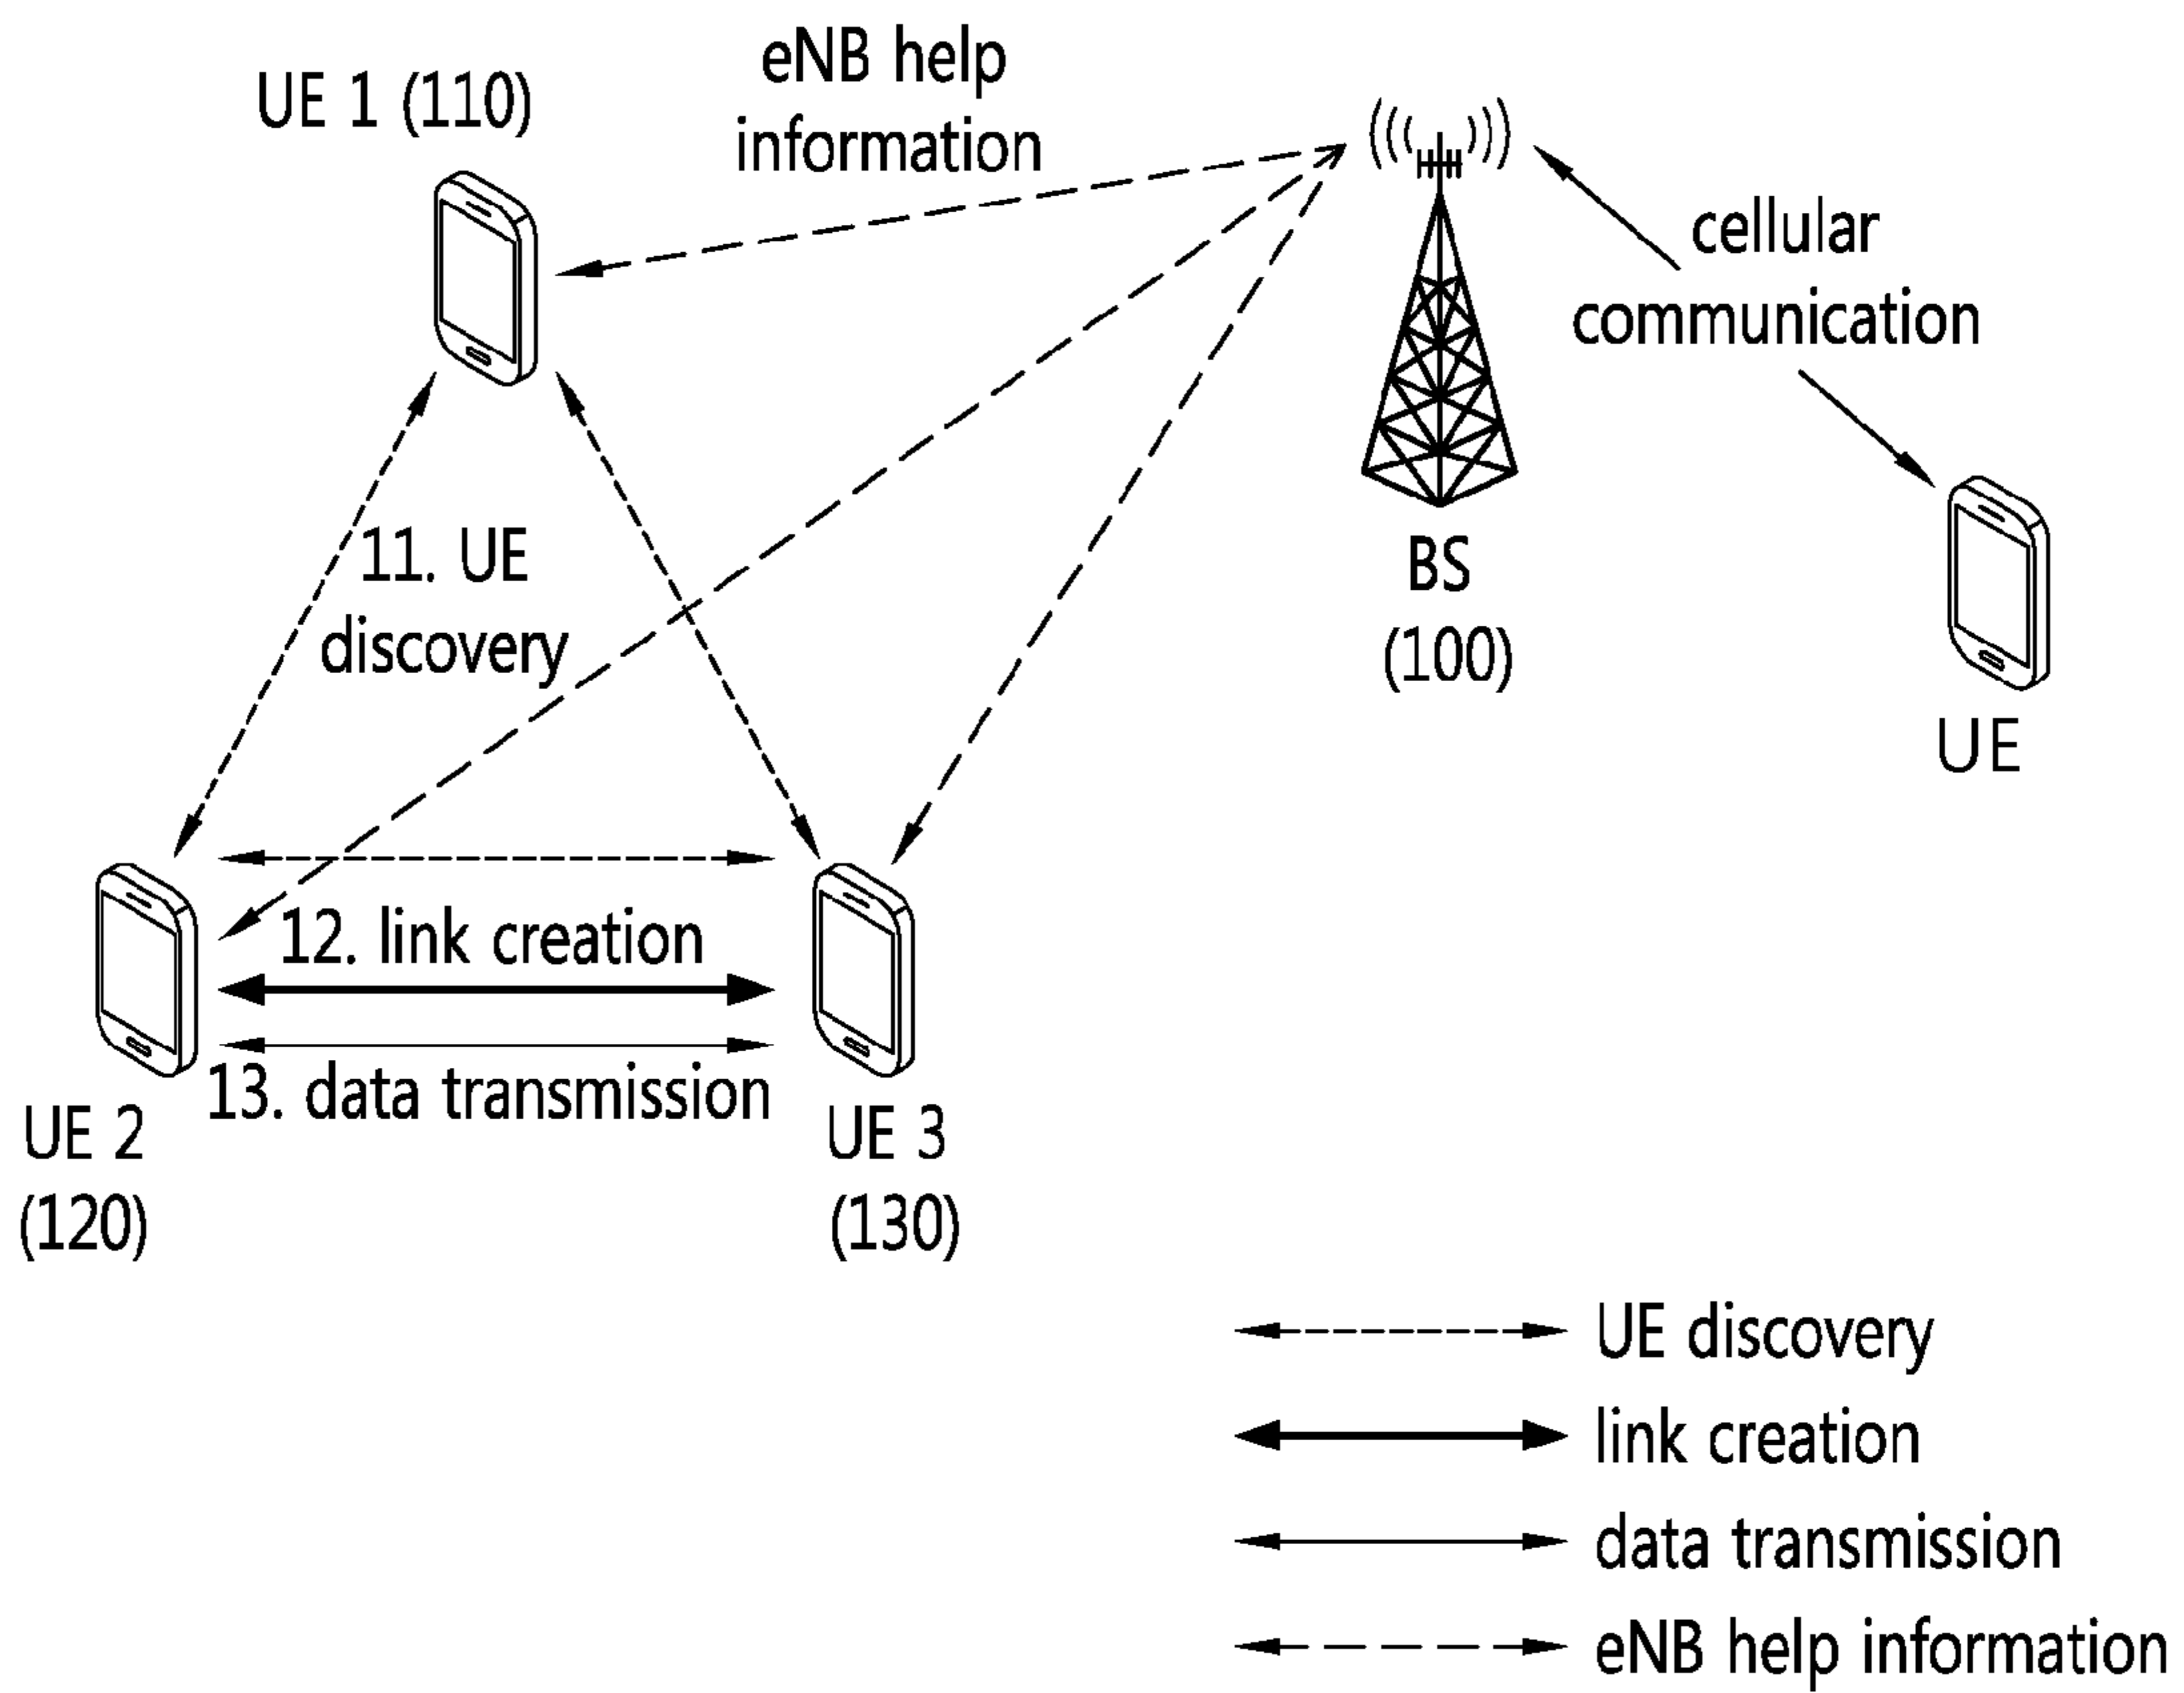 eNB help
information
UE 1 (110)
cellular
communication
11. UE
discovery
BS
(100)
UE
12. link creation
13. data transmission
UE 2
(120)
UE 3
(130)
UE discovery
link creation
data transmission
eNB help information